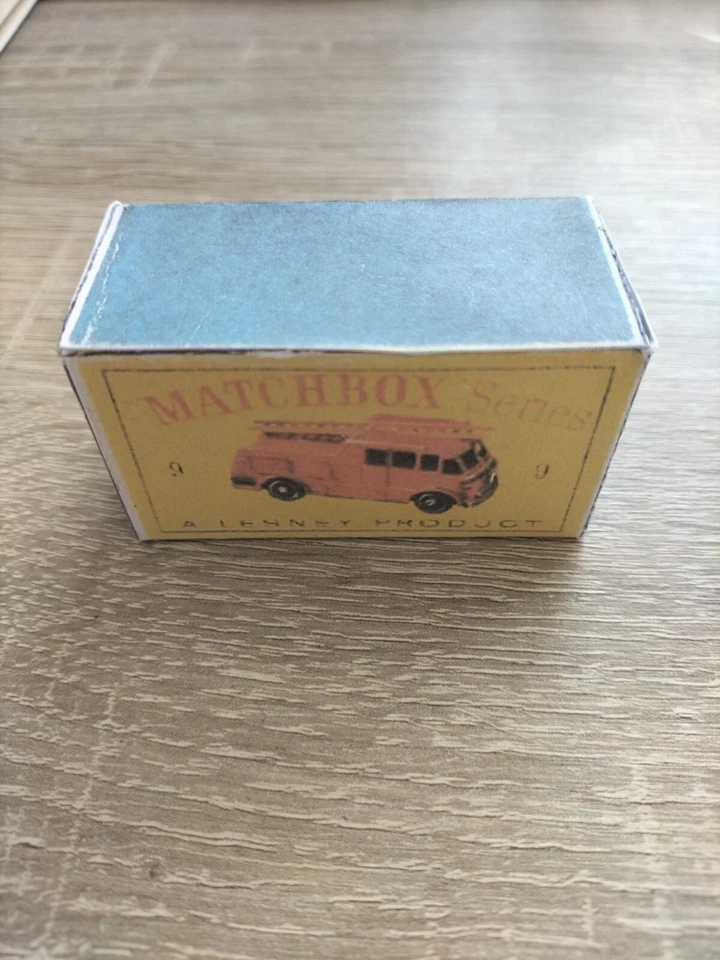 MATCHBOX Series
9 9
A LESNEY PRODUCT